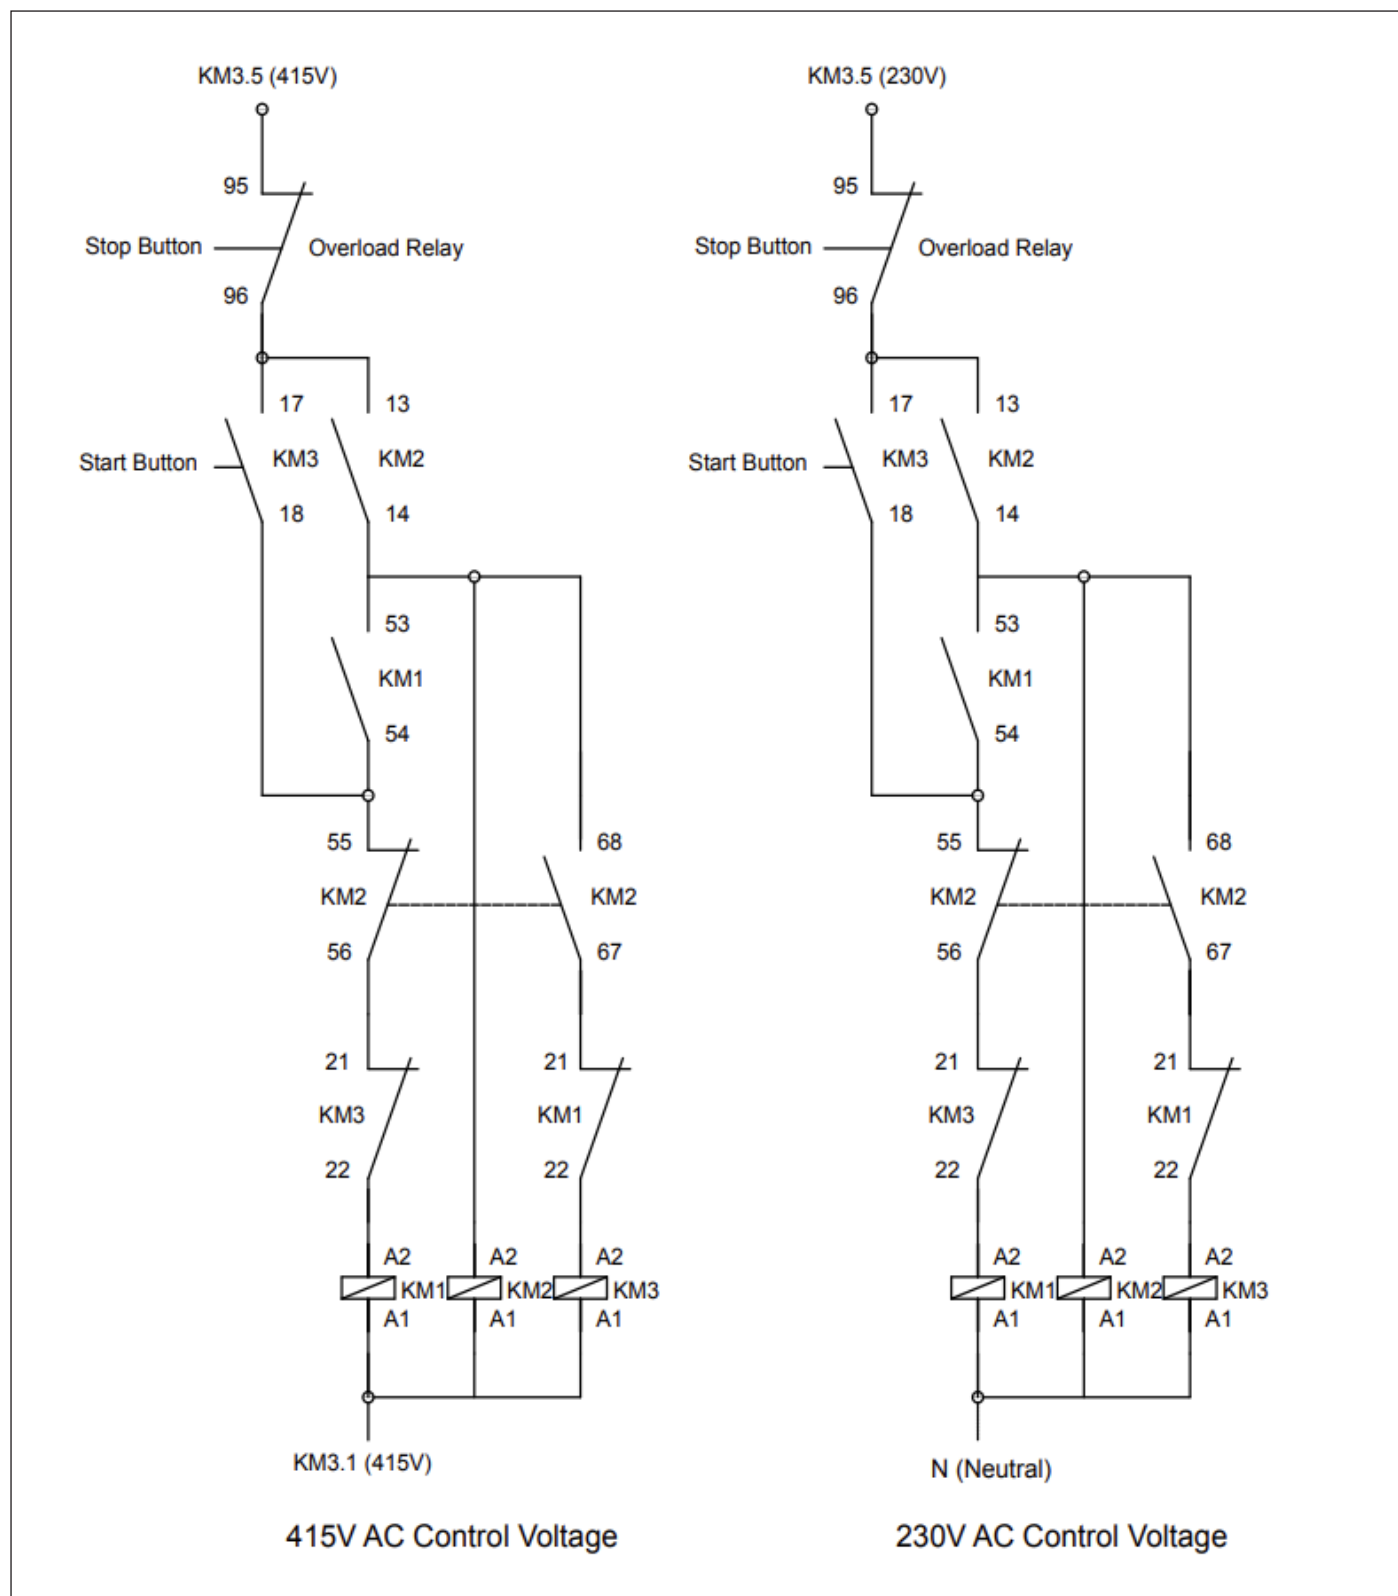 KM3.5 (415V)
95
Stop Button
Overload Relay
96
17
13
Start Button
KM3
KM2
18
14
53
KM1
54
55
68
KM2
KM2
56
67
21
21
KM3
KM1
22
22
A2
A2
A2
KM1
KM2
KM3
A1
A1
A1
KM3.1 (415V)
415V AC Control Voltage
KM3.5 (230V)
95
Stop Button
Overload Relay
96
17
13
Start Button
KM3
KM2
18
14
53
KM1
54
55
68
KM2
KM2
56
67
21
21
KM3
KM1
22
22
A2
A2
A2
KM1
KM2
KM3
A1
A1
A1
N (Neutral)
230V AC Control Voltage